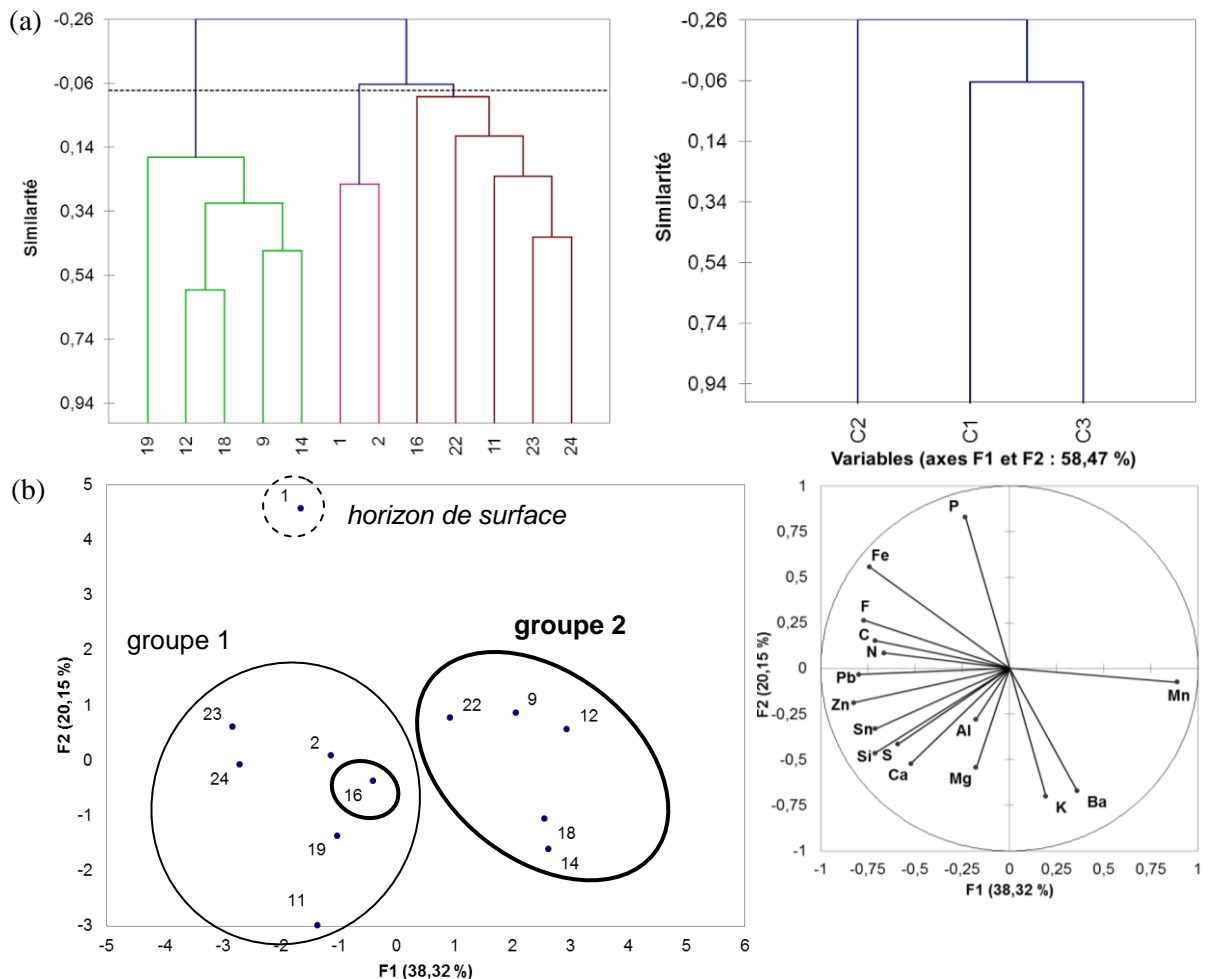 (a)
-0,26
-0,06
0,14
0,34
0,54
0,74
0,94
Similarité
19 12 18 9 14 1 2 16 22 11 23 24
-0,26
-0,06
0,14
0,34
0,54
0,74
0,94
Similarité
C2 C1 C3
(b)
5
4
3
2
1
0
-1
-2
-3
F2 (20,15 %)
1
horizon de surface
groupe 1
groupe 2
23
24
2
16
19
11
22
9
12
18
14
-5 -4 -3 -2 -1 0 1 2 3 4 5 6
F1 (38,32 %)
Variables (axes F1 et F2 : 58,47 %)
1
0,75
0,5
0,25
0
-0,25
-0,5
-0,75
-1
F2 (20,15 %)
P
Fe
F
C
N
Pb
Mn
Zn
Sn
Al
Si S
Ca
Mg
K
Ba
-1 -0,75 -0,5 -0,25 0 0,25 0,5 0,75 1
F1 (38,32 %)